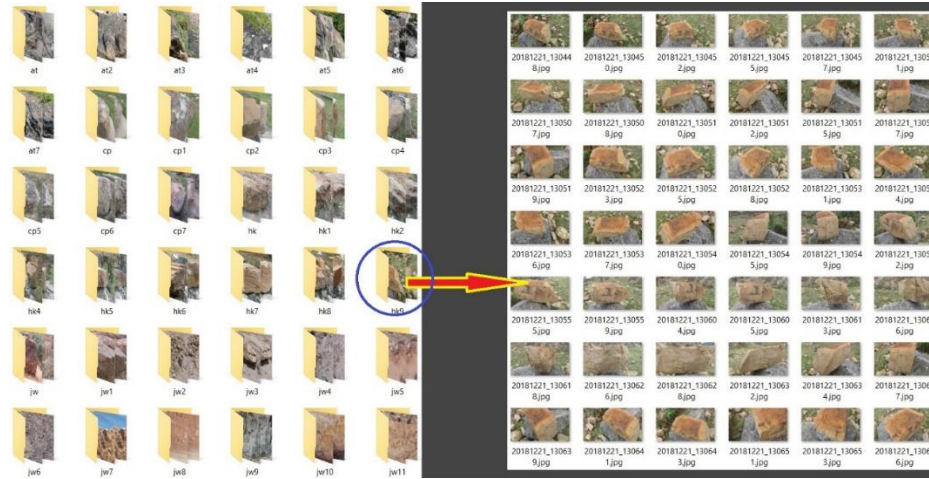 at at2 at3 at4 at5 at6
at7 cp cp1 cp2 cp3 cp4
cp5 cp6 cp7 hk hk1 hk2
hk4 hk5 hk6 hk7 hk8 hk9
jw jw1 jw2 jw3 jw4 jw5
jw6 jw7 jw8 jw9 jw10 jw11
20181221_13044 20181221_13045 20181221_13045 20181221_13045 20181221_13045 20181221_1305
8.jpg 0.jpg 2.jpg 5.jpg 7.jpg 1.jpg
20181221_13050 20181221_13050 20181221_13051 20181221_13051 20181221_13051 20181221_1305
7.jpg 8.jpg 0.jpg 2.jpg 5.jpg 7.jpg
20181221_13051 20181221_13052 20181221_13052 20181221_13052 20181221_13053 20181221_1305
9.jpg 3.jpg 5.jpg 8.jpg 1.jpg 4.jpg
20181221_13053 20181221_13053 20181221_13054 20181221_13054 20181221_13054 20181221_1305
6.jpg 7.jpg 0.jpg 5.jpg 9.jpg 2.jpg
20181221_13055 20181221_13055 20181221_13060 20181221_13060 20181221_13061 20181221_1306
5.jpg 9.jpg 4.jpg 5.jpg 3.jpg 6.jpg
20181221_13061 20181221_13062 20181221_13062 20181221_13063 20181221_13063 20181221_1306
8.jpg 6.jpg 8.jpg 2.jpg 4.jpg 7.jpg
20181221_13063 20181221_13064 20181221_13064 20181221_13065 20181221_13065 20181221_1306
9.jpg 1.jpg 3.jpg 1.jpg 3.jpg 6.jpg